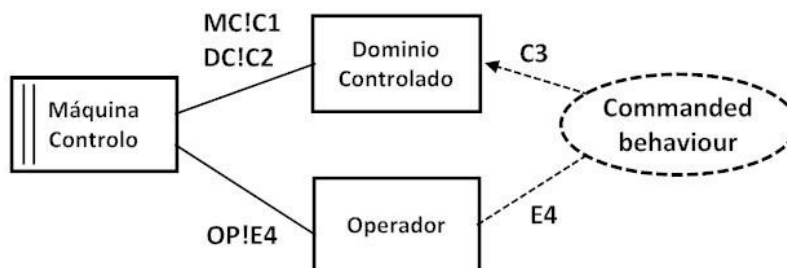 MC!C1
DC!C2
Dominio
Controlado
C3
Máquina
Controlo
Commanded
behaviour
OP!E4
Operador
E4